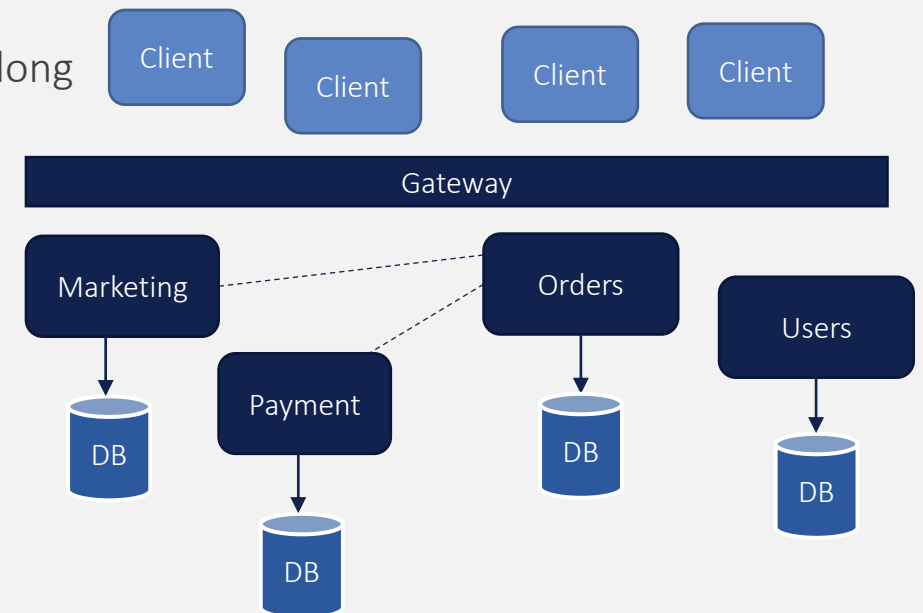 Client
Client
Client
Client
Gateway
Marketing
Orders
Users
Payment
DB
DB
DB
DB